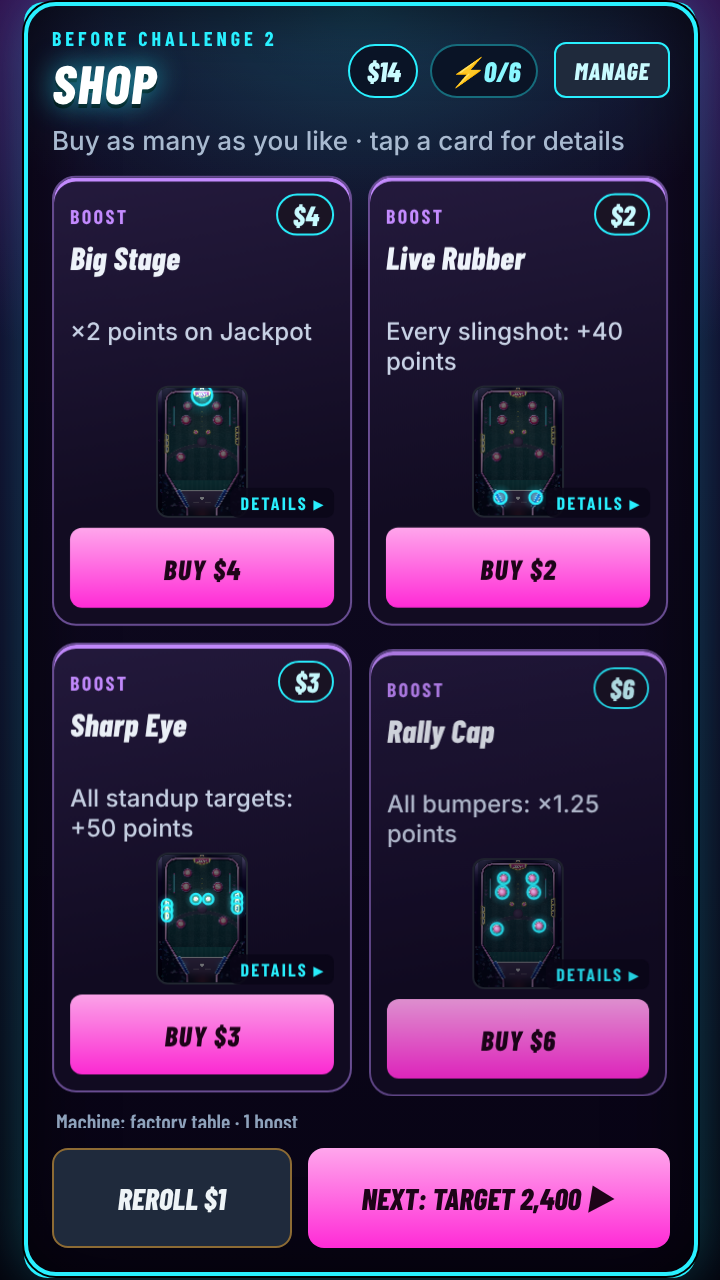 BEFORE CHALLENGE 2
SHOP
$14
⚡0/6
MANAGE
Buy as many as you like · tap a card for details
BOOST
$4
Big Stage
×2 points on Jackpot
DETAILS ▶
BUY $4
BOOST
$2
Live Rubber
Every slingshot: +40
points
DETAILS ▶
BUY $2
BOOST
$3
Sharp Eye
All standup targets:
+50 points
DETAILS ▶
BUY $3
BOOST
$6
Rally Cap
All bumpers: ×1.25
points
DETAILS ▶
BUY $6
Machine: factory table · 1 boost
REROLL $1
NEXT: TARGET 2,400 ▶